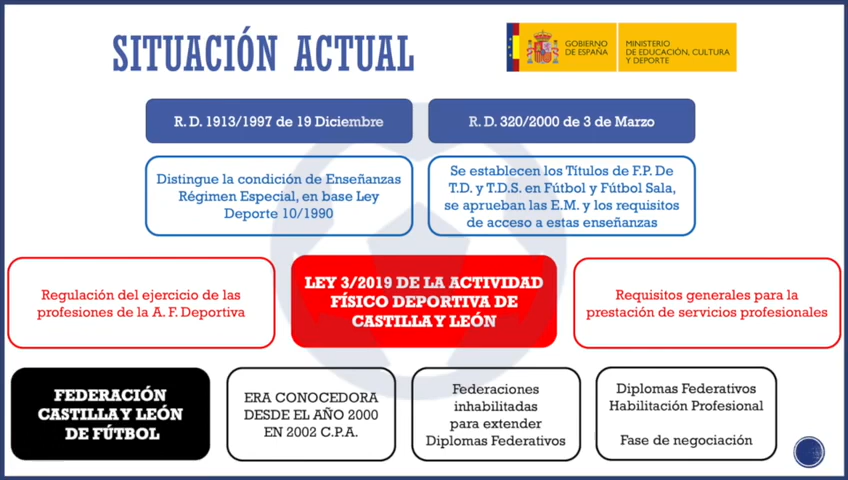 SITUACIÓN ACTUAL
GOBIERNO
DE ESPAÑA
MINISTERIO
DE EDUCACIÓN, CULTURA
Y DEPORTE
R. D. 1913/1997 de 19 Diciembre
R. D. 320/2000 de 3 de Marzo
Distingue la condición de Enseñanzas
Régimen Especial, en base Ley
Deporte 10/1990
Se establecen los Títulos de F.P. De
T.D. y T.D.S. en Fútbol y Fútbol Sala,
se aprueban las E.M. y los requisitos
de acceso a estas enseñanzas
Regulación del ejercicio de las
profesiones de la A. F. Deportiva
LEY 3/2019 DE LA ACTIVIDAD
FÍSICO DEPORTIVA DE
CASTILLA Y LEÓN
Requisitos generales para la
prestación de servicios profesionales
FEDERACIÓN
CASTILLA Y LEÓN
DE FÚTBOL
ERA CONOCEDORA
DESDE EL AÑO 2000
EN 2002 C.P.A.
Federaciones
inhabilitadas
para extender
Diplomas Federativos
Diplomas Federativos
Habilitación Profesional
Fase de negociación